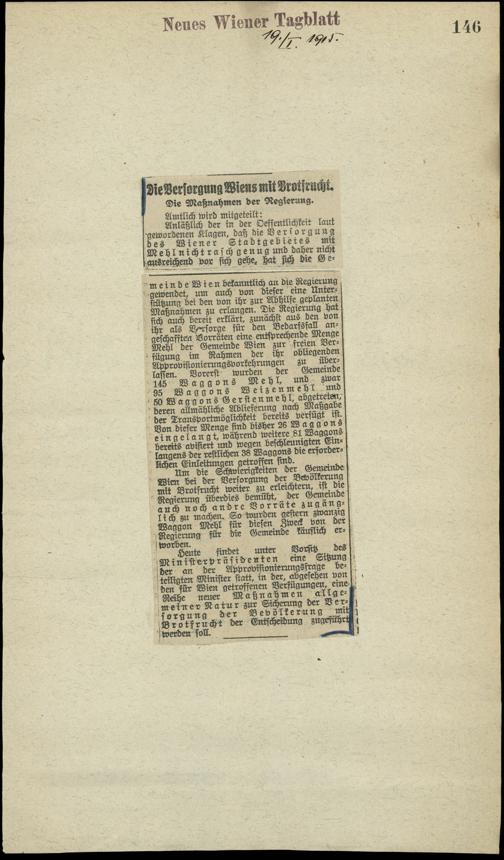 Neues Wiener Tagblatt
146
19./I. 1915.
Die Versorgung Wiens mit Brotfrucht.
Die Maßnahmen der Regierung.
Amtlich wird mitgeteilt:
Anläßlich der in der Oeffentlichkeit laut
gewordenen Klagen, daß die Versorgung
des Wiener Stadtgebietes mit
Mehl nicht rasch genug und daher nicht
ausreichend vor sich gehe, hat sich die Ge-
meinde Wien bekanntlich an die Regierung
gewendet, um auch von dieser eine Unter-
stützung bei den von ihr zur Abhilfe geplanten
Maßnahmen zu erlangen. Die Regierung hat
sich auch bereit erklärt, zunächst aus den von
ihr als Vorsorge für den Bedarfsfall an-
geschafften Vorräten eine entsprechende Menge
Mehl der Gemeinde Wien zur freien Ver-
fügung im Rahmen der ihr obliegenden
Approvisionierungsvorkehrungen zu über-
lassen. Vorerst wurden der Gemeinde
145 Waggons Mehl, und zwar
95 Waggons Weizenmehl und
50 Waggons Gerstenmehl, abgetreten,
deren allmähliche Ablieferung nach Maßgabe
der Transportmöglichkeit bereits verfügt ist.
Von dieser Menge sind bisher 26 Waggons
eingelangt, während weitere 81 Waggons
bereits avisiert und wegen beschleunigten Ein-
langens der restlichen 38 Waggons die erforder-
lichen Einleitungen getroffen sind.
Um die Schwierigkeiten der Gemeinde
Wien bei der Versorgung der Bevölkerung
mit Brotfrucht weiter zu erleichtern, ist die
Regierung überdies bemüht, der Gemeinde
auch noch andre Vorräte zugäng-
lich zu machen. So wurden gestern zwanzig
Waggon Mehl für diesen Zweck von der
Regierung für die Gemeinde käuflich er-
worben.
Heute findet unter Vorsitz des
Ministerpräsidenten eine Sitzung
der an der Approvisionierungsfrage be-
teiligten Minister statt, in der, abgesehen von
den für Wien getroffenen Verfügungen, eine
Reihe neuer Maßnahmen allge-
meiner Natur zur Sicherung der Ver-
sorgung der Bevölkerung mit
Brotfrucht der Entscheidung zugeführt
werden soll.